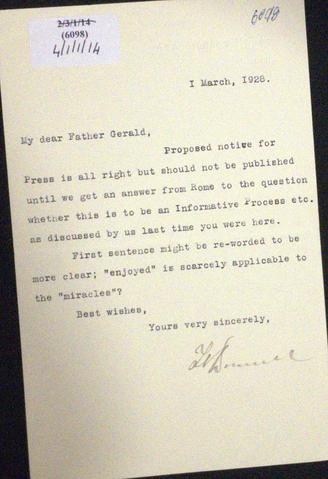 2/3/1/14
(6098)
4/1/1/14
6098
1 March, 1928.
My dear Father Gerald,
Proposed notive for
Press is all right but should not be published
until we get an answer from Rome to the question
whether this is to be an Informative Process etc.
as discussed by us last time you were here.
First sentence might be re-worded to be
more clear; "enjoyed" is scarcely applicable to
the "miracles"?
Best wishes,
Yours very sincerely,